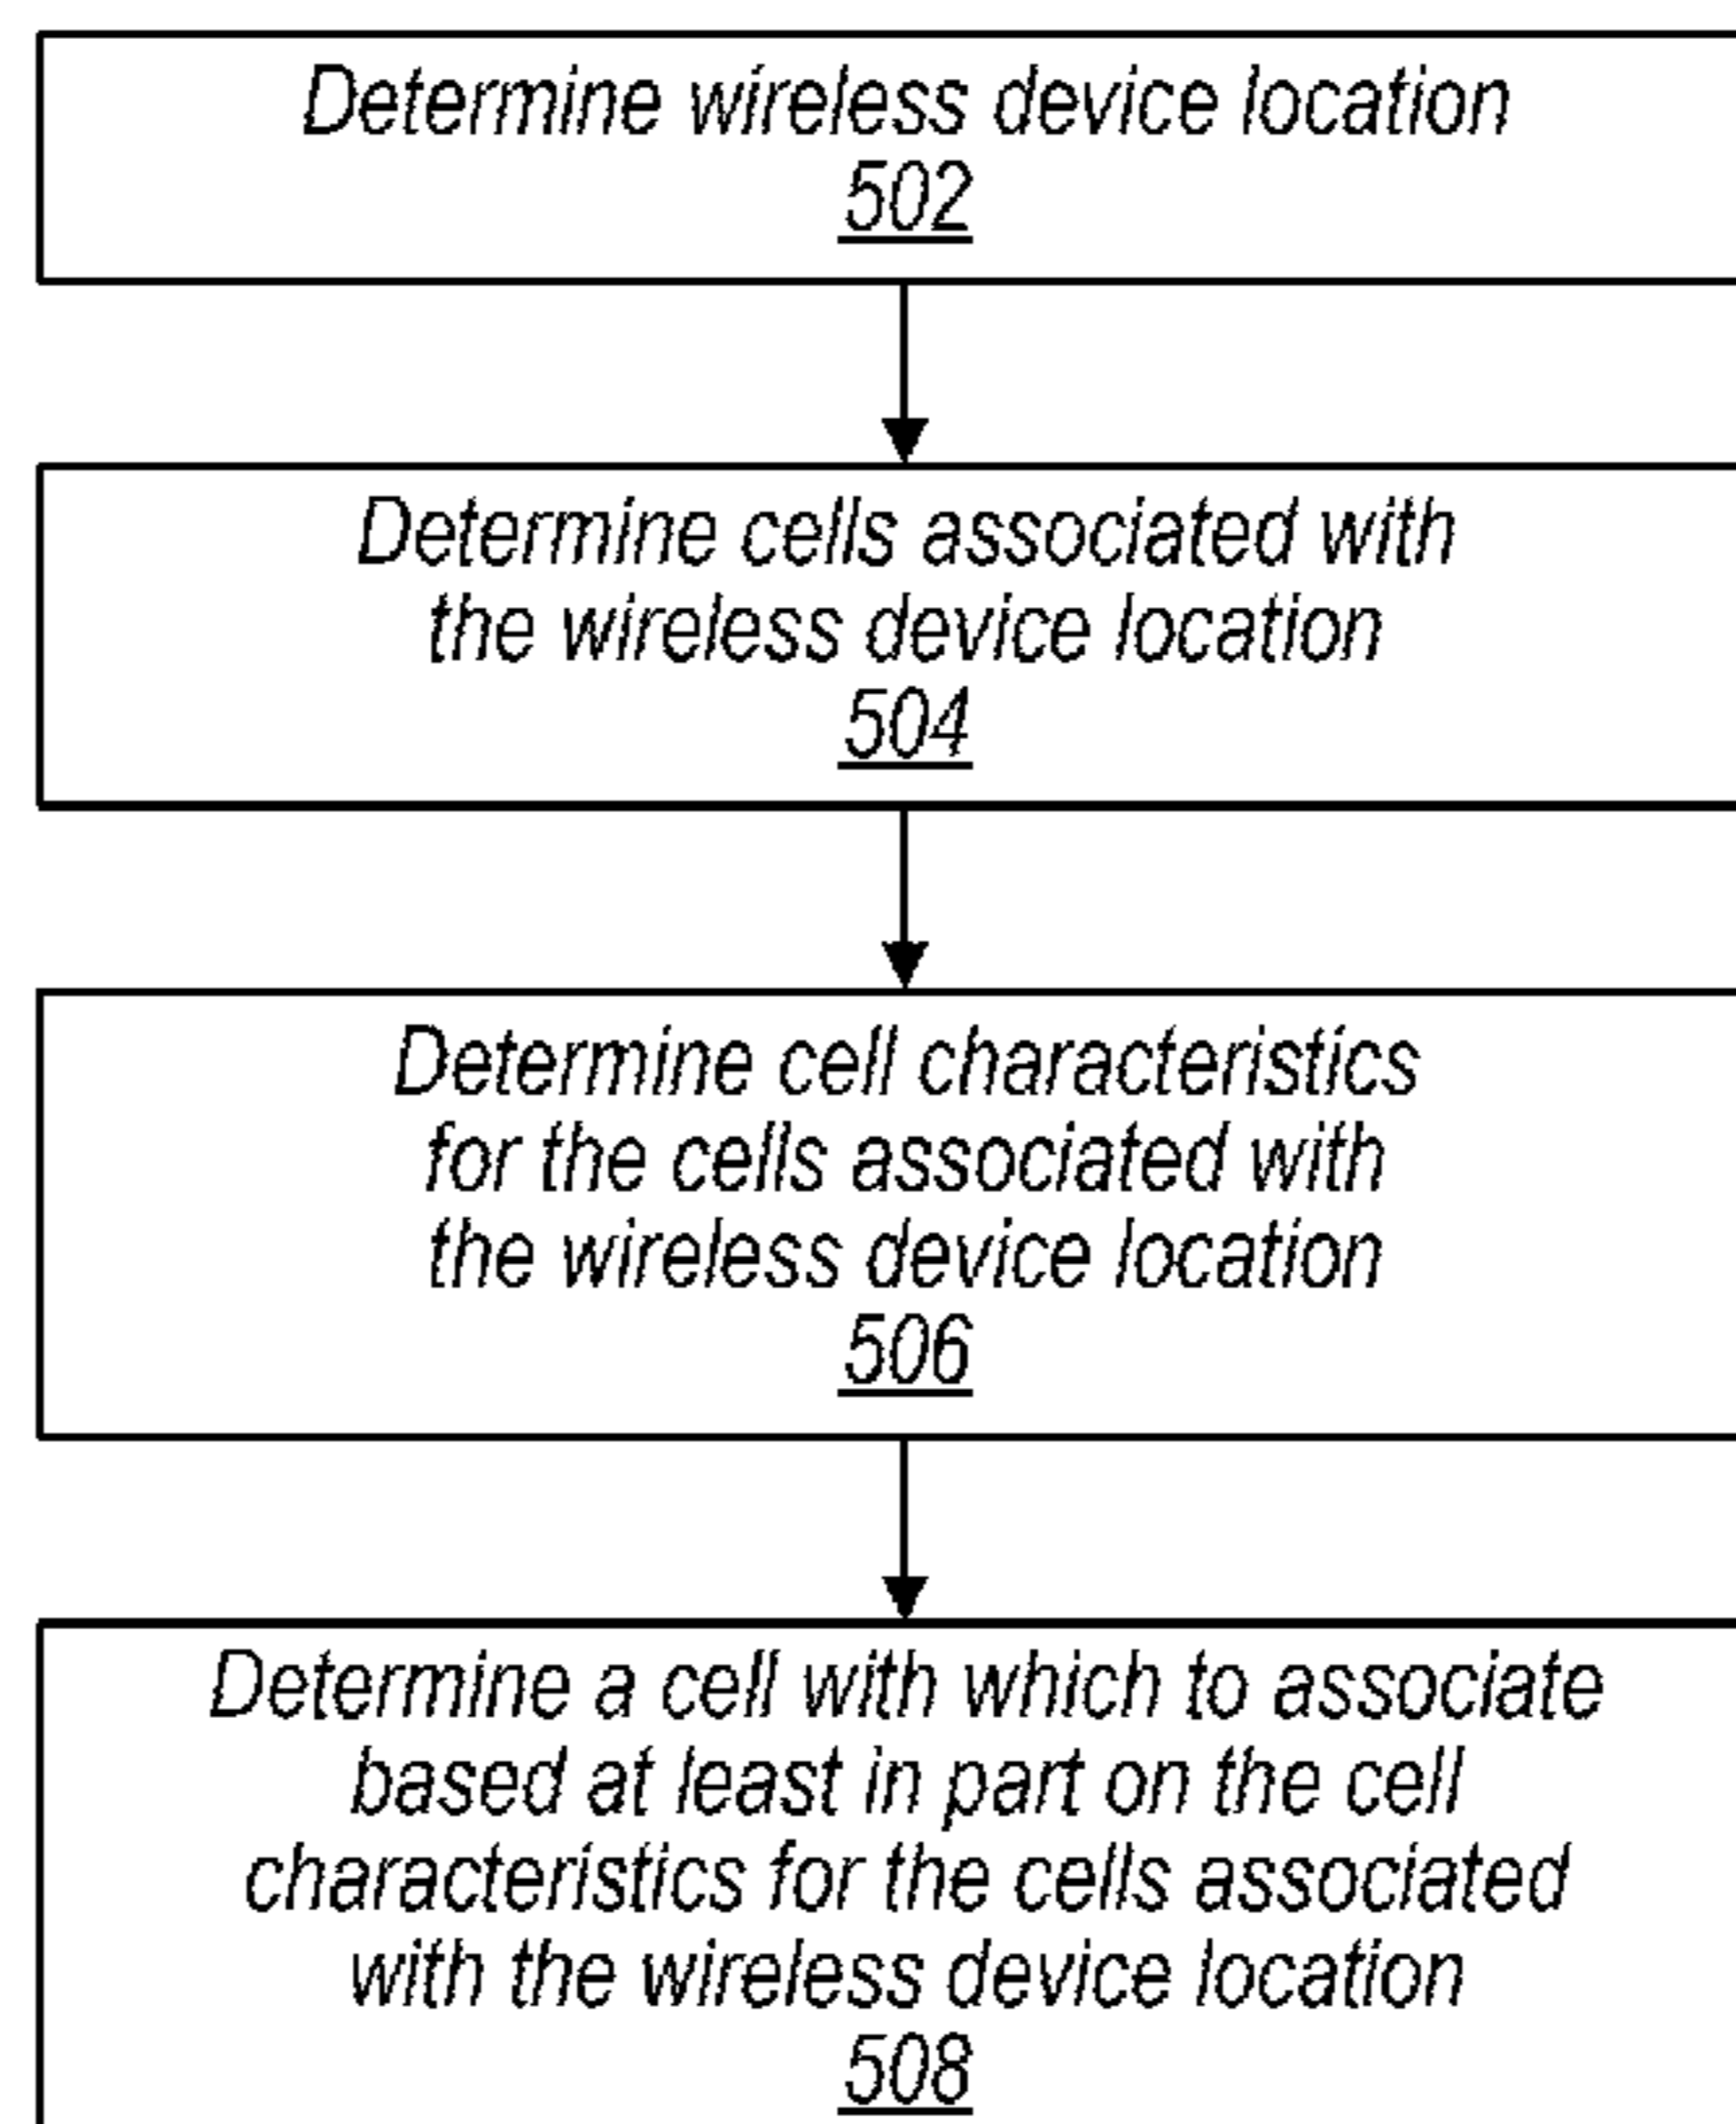 Determine wireless device location
502
Determine cells associated with
the wireless device location
504
Determine cell characteristics
for the cells associated with
the wireless device location
506
Determine a cell with which to associate
based at least in part on the cell
characteristics for the cells associated
with the wireless device location
508